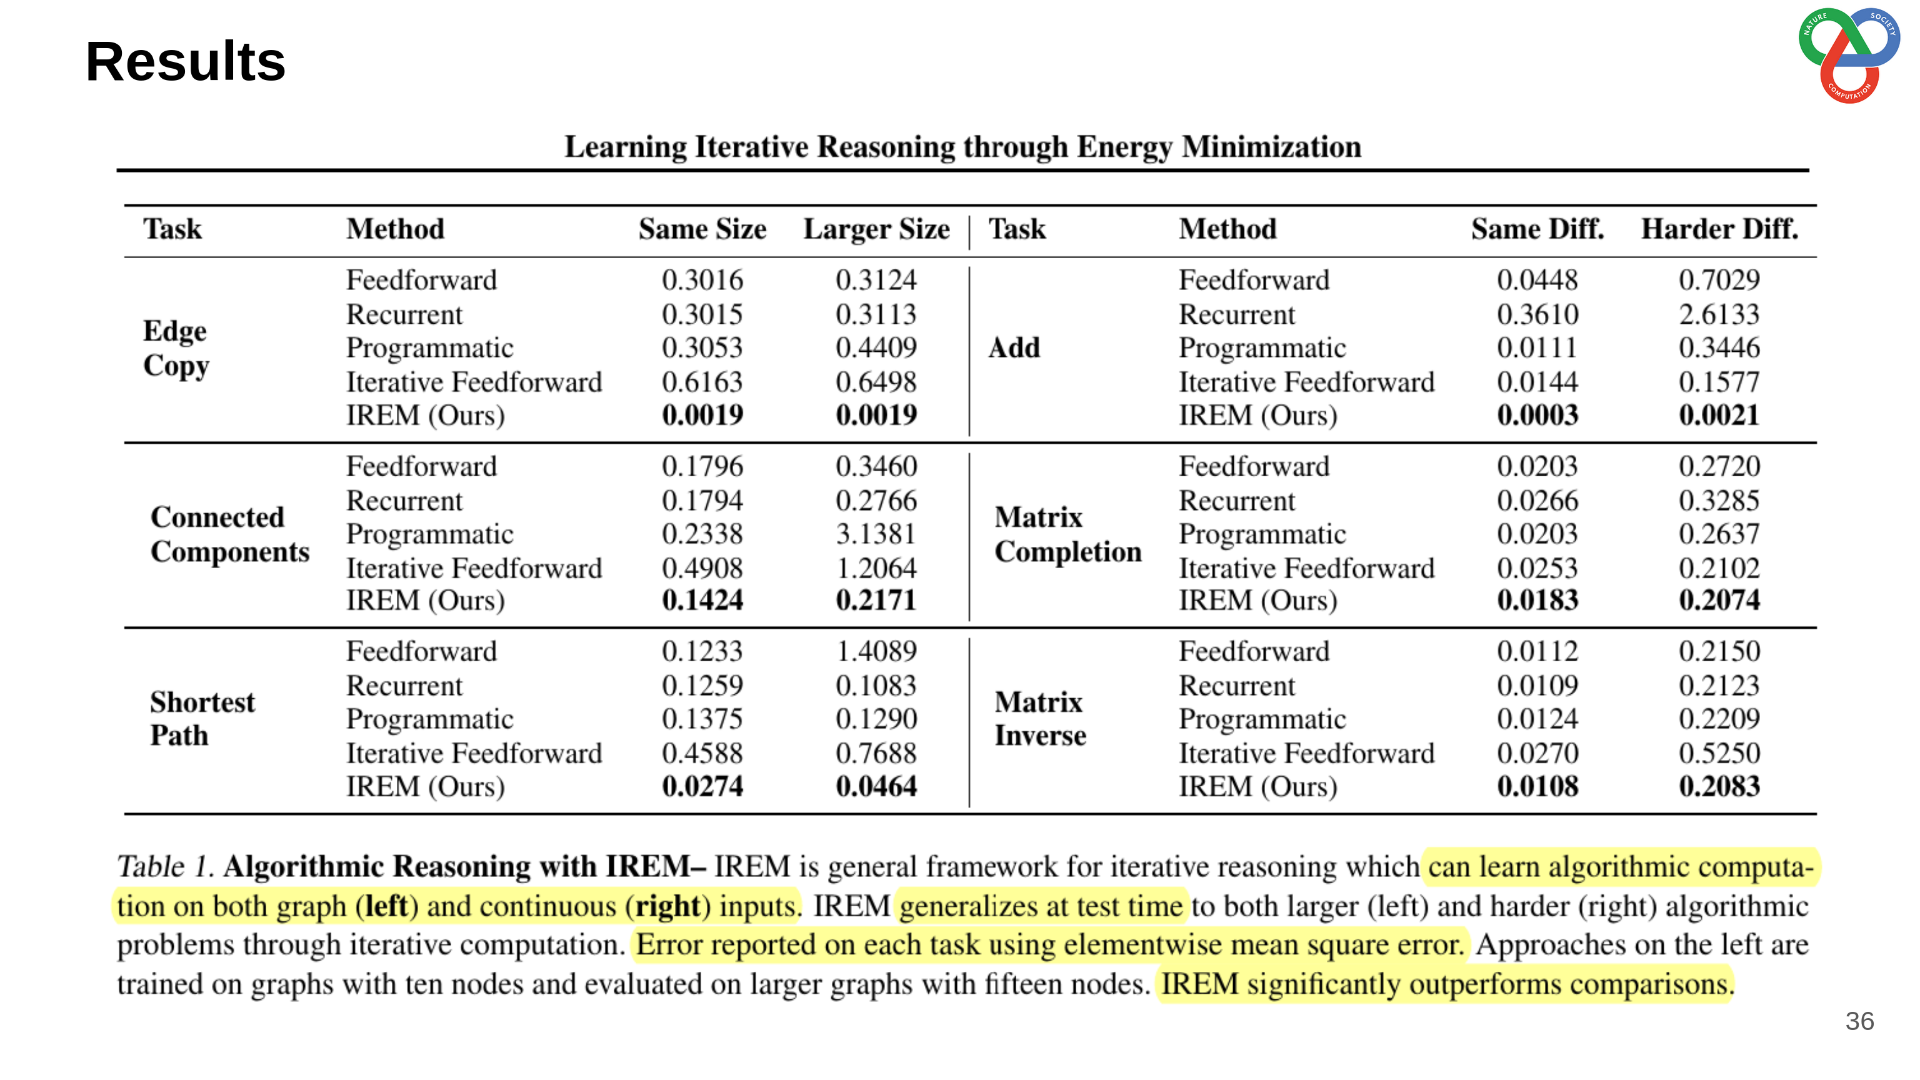 Results
NATURE
SOCIETY
COMPUTATION
Learning Iterative Reasoning through Energy Minimization
Task Method Same Size Larger Size Task Method Same Diff. Harder Diff.
Edge
Copy
Feedforward 0.3016 0.3124
Recurrent 0.3015 0.3113
Programmatic 0.3053 0.4409
Iterative Feedforward 0.6163 0.6498
IREM (Ours) 0.0019 0.0019
Add
Feedforward 0.0448 0.7029
Recurrent 0.3610 2.6133
Programmatic 0.0111 0.3446
Iterative Feedforward 0.0144 0.1577
IREM (Ours) 0.0003 0.0021
Connected
Components
Feedforward 0.1796 0.3460
Recurrent 0.1794 0.2766
Programmatic 0.2338 3.1381
Iterative Feedforward 0.4908 1.2064
IREM (Ours) 0.1424 0.2171
Matrix
Completion
Feedforward 0.0203 0.2720
Recurrent 0.0266 0.3285
Programmatic 0.0203 0.2637
Iterative Feedforward 0.0253 0.2102
IREM (Ours) 0.0183 0.2074
Shortest
Path
Feedforward 0.1233 1.4089
Recurrent 0.1259 0.1083
Programmatic 0.1375 0.1290
Iterative Feedforward 0.4588 0.7688
IREM (Ours) 0.0274 0.0464
Matrix
Inverse
Feedforward 0.0112 0.2150
Recurrent 0.0109 0.2123
Programmatic 0.0124 0.2209
Iterative Feedforward 0.0270 0.5250
IREM (Ours) 0.0108 0.2083
Table 1. Algorithmic Reasoning with IREM– IREM is general framework for iterative reasoning which can learn algorithmic computa-
tion on both graph (left) and continuous (right) inputs. IREM generalizes at test time to both larger (left) and harder (right) algorithmic
problems through iterative computation. Error reported on each task using elementwise mean square error. Approaches on the left are
trained on graphs with ten nodes and evaluated on larger graphs with fifteen nodes. IREM significantly outperforms comparisons.
36